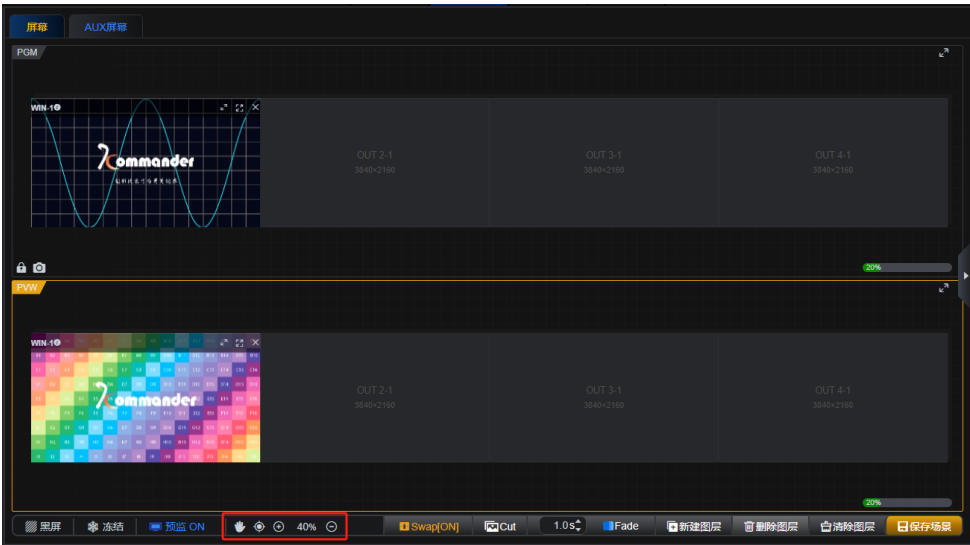 屏幕 AUX屏幕
PGM
WIN-1
OUT 2-1
3840×2160
OUT 3-1
3840×2160
OUT 4-1
3840×2160
Kommander
20%
PVW
WIN-1
OUT 2-1
3840×2160
OUT 3-1
3840×2160
OUT 4-1
3840×2160
Kommander
20%
黑屏 冻结 预监 ON 40% Swap[ON] Cut 1.0s Fade 新建图层 删除图层 清除图层 保存场景